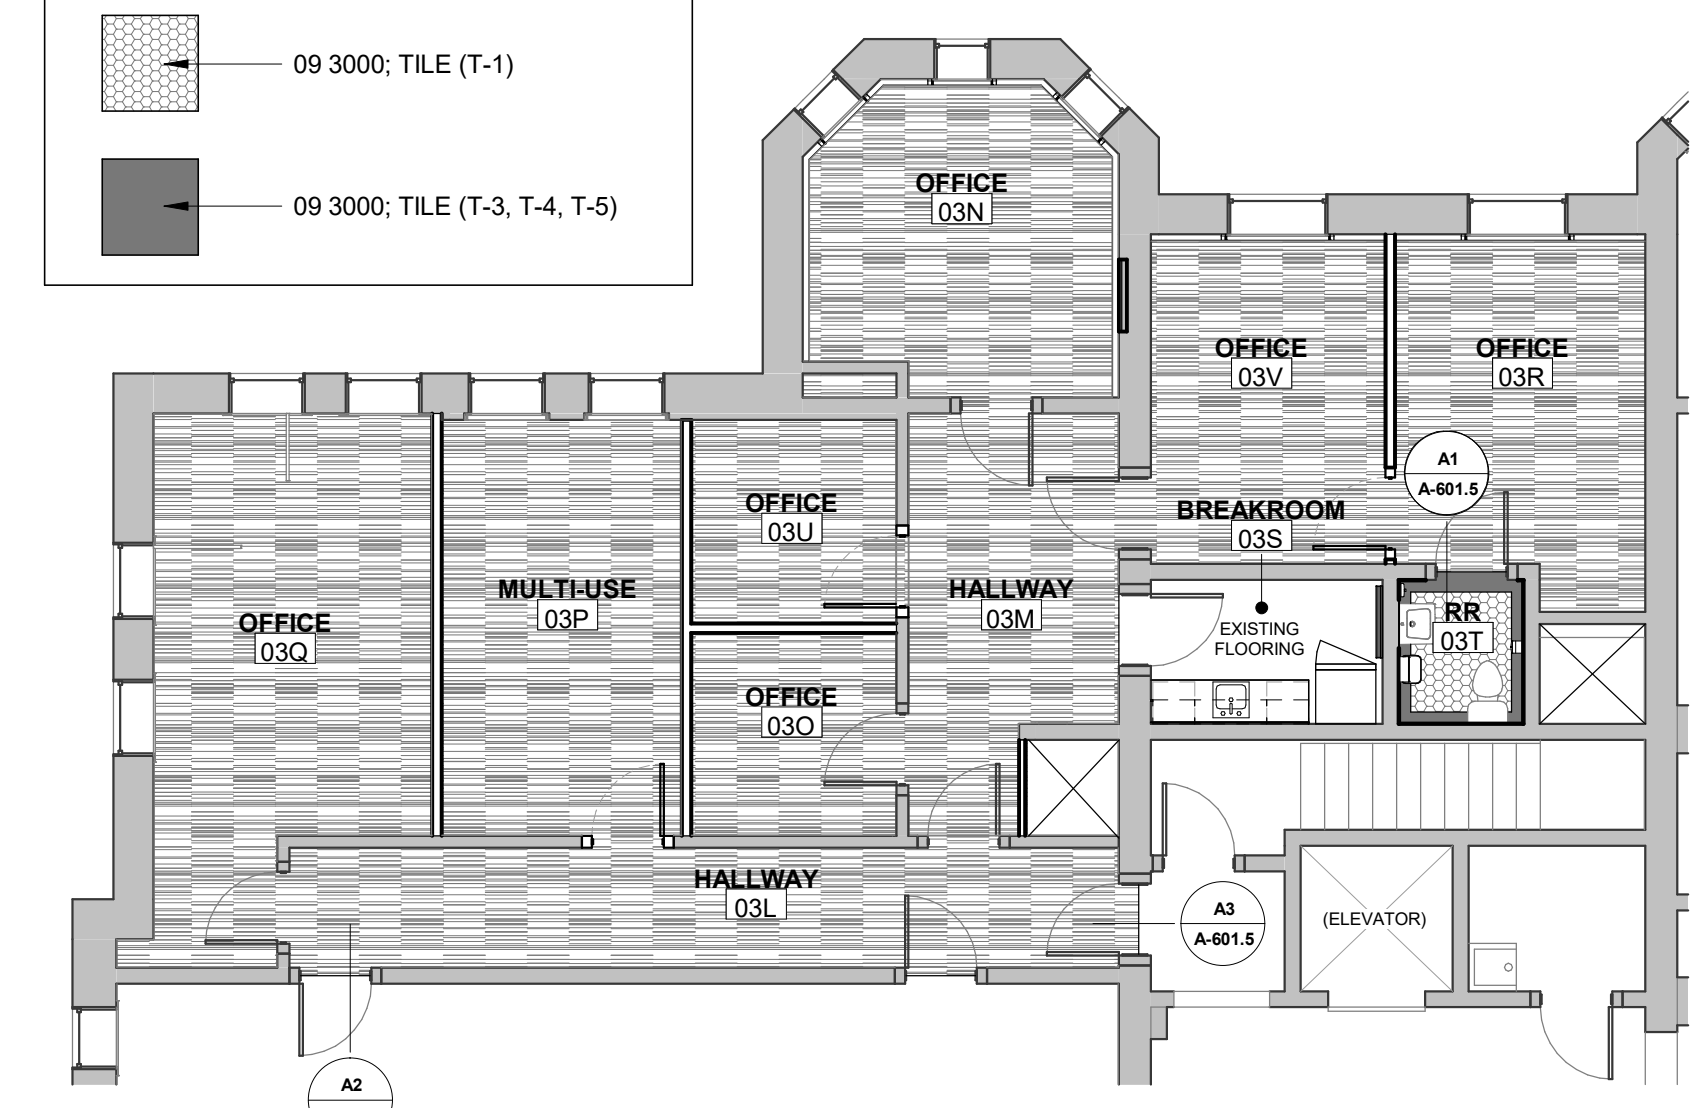 09 3000; TILE (T-1)
09 3000; TILE (T-3, T-4, T-5)
OFFICE
03N
OFFICE
03V
OFFICE
03R
A1
A-601.5
OFFICE
03U
BREAKROOM
03S
MULTI-USE
03P
HALLWAY
03M
OFFICE
03Q
EXISTING
FLOORING
RR
03T
OFFICE
03O
HALLWAY
03L
A3
A-601.5
(ELEVATOR)
A2